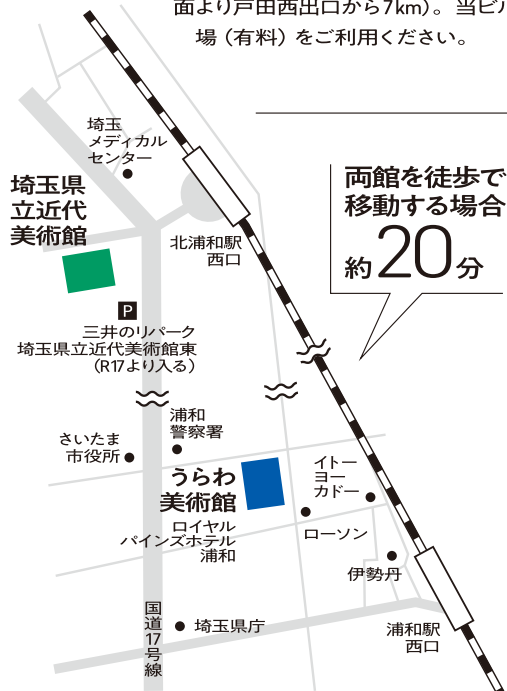 面より戸田西出口から7km)。当ビル
場（有料）をご利用ください。
埼玉
メディカル
センター
埼玉県
立近代
美術館
両館を徒歩で
移動する場合
約20分
北浦和駅
西口
P
三井のリパーク
埼玉県立近代美術館東
（R17より入る）
浦和
警察署
さいたま
市役所
うらわ
美術館
ロイヤル
パインズホテル
浦和
イトー
ヨー
カドー
ローソン
伊勢丹
国道17号線
埼玉県庁
浦和駅
西口